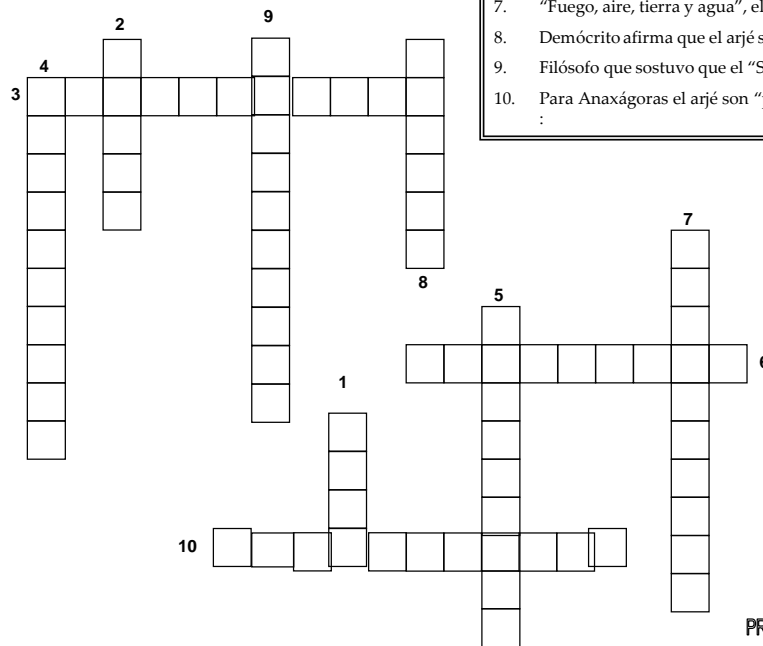 7. “Fuego, aire, tierra y agua”, el
8. Demócrito afirma que el arjé s
9. Filósofo que sostuvo que el “S
10. Para Anaxágoras el arjé son “p
:
2
9
4
3
7
8
5
6
1
10
PR